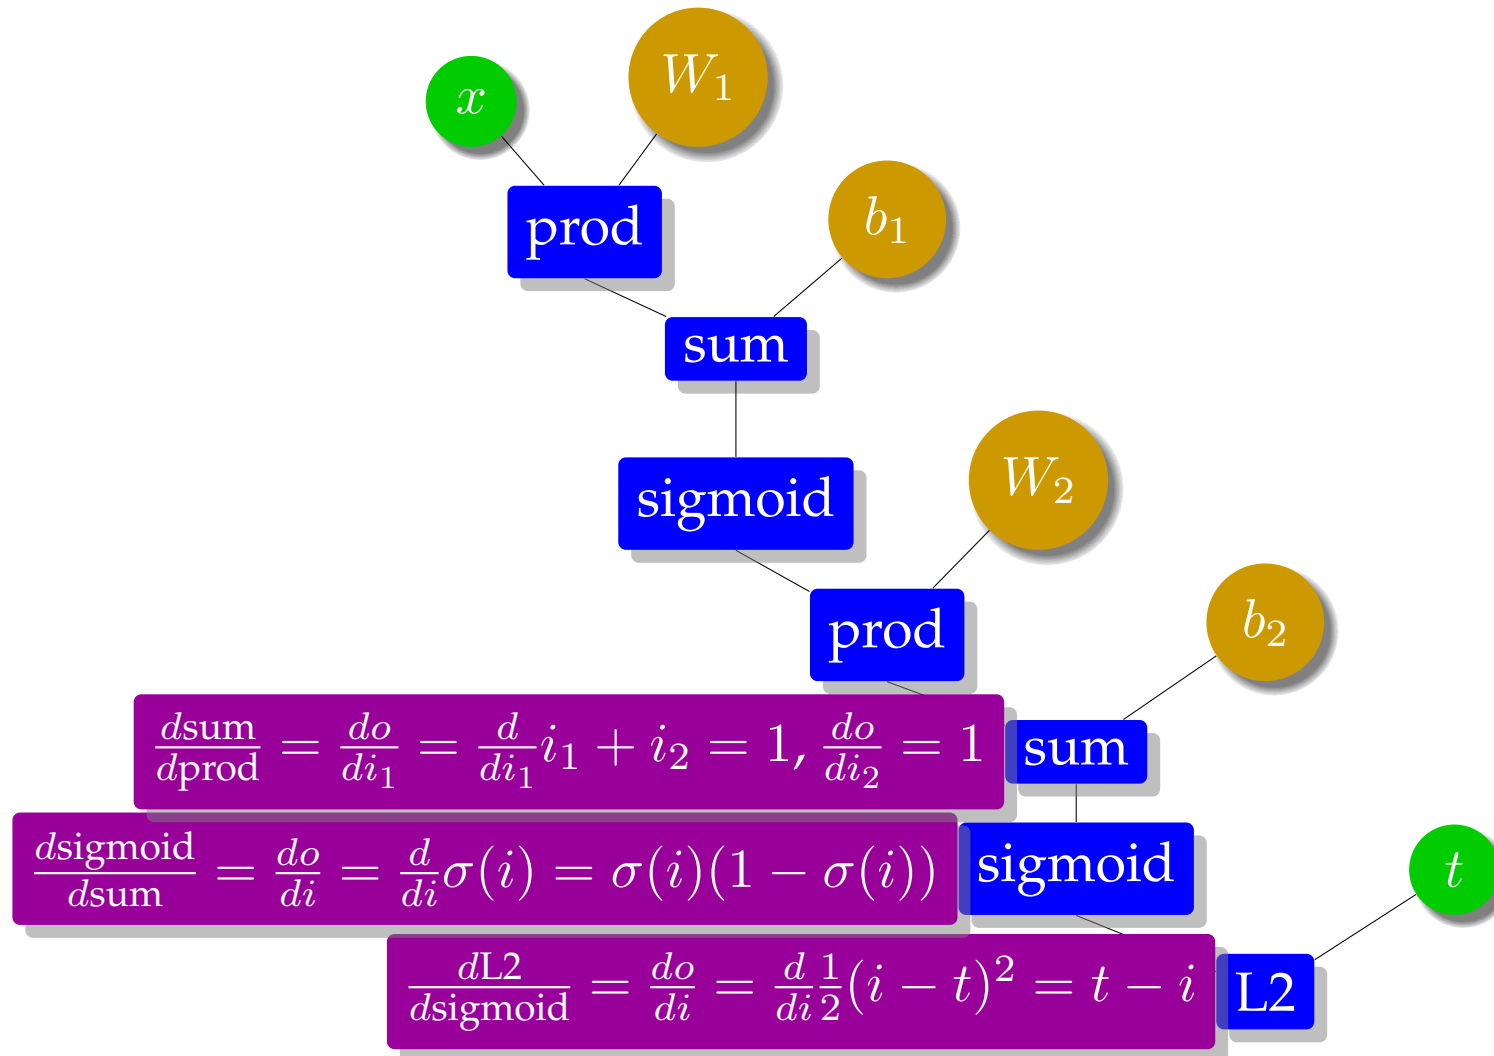 x
W₁
prod
b₁
sum
sigmoid
W₂
prod
b₂
dsum/dprod = do/di₁ = d/di₁ i₁ + i₂ = 1, do/di₂ = 1
sum
dsigmoid/dsum = do/di = d/di σ(i) = σ(i)(1 − σ(i))
sigmoid
t
dL2/dsigmoid = do/di = d/di 1/2 (i − t)² = t − i
L2